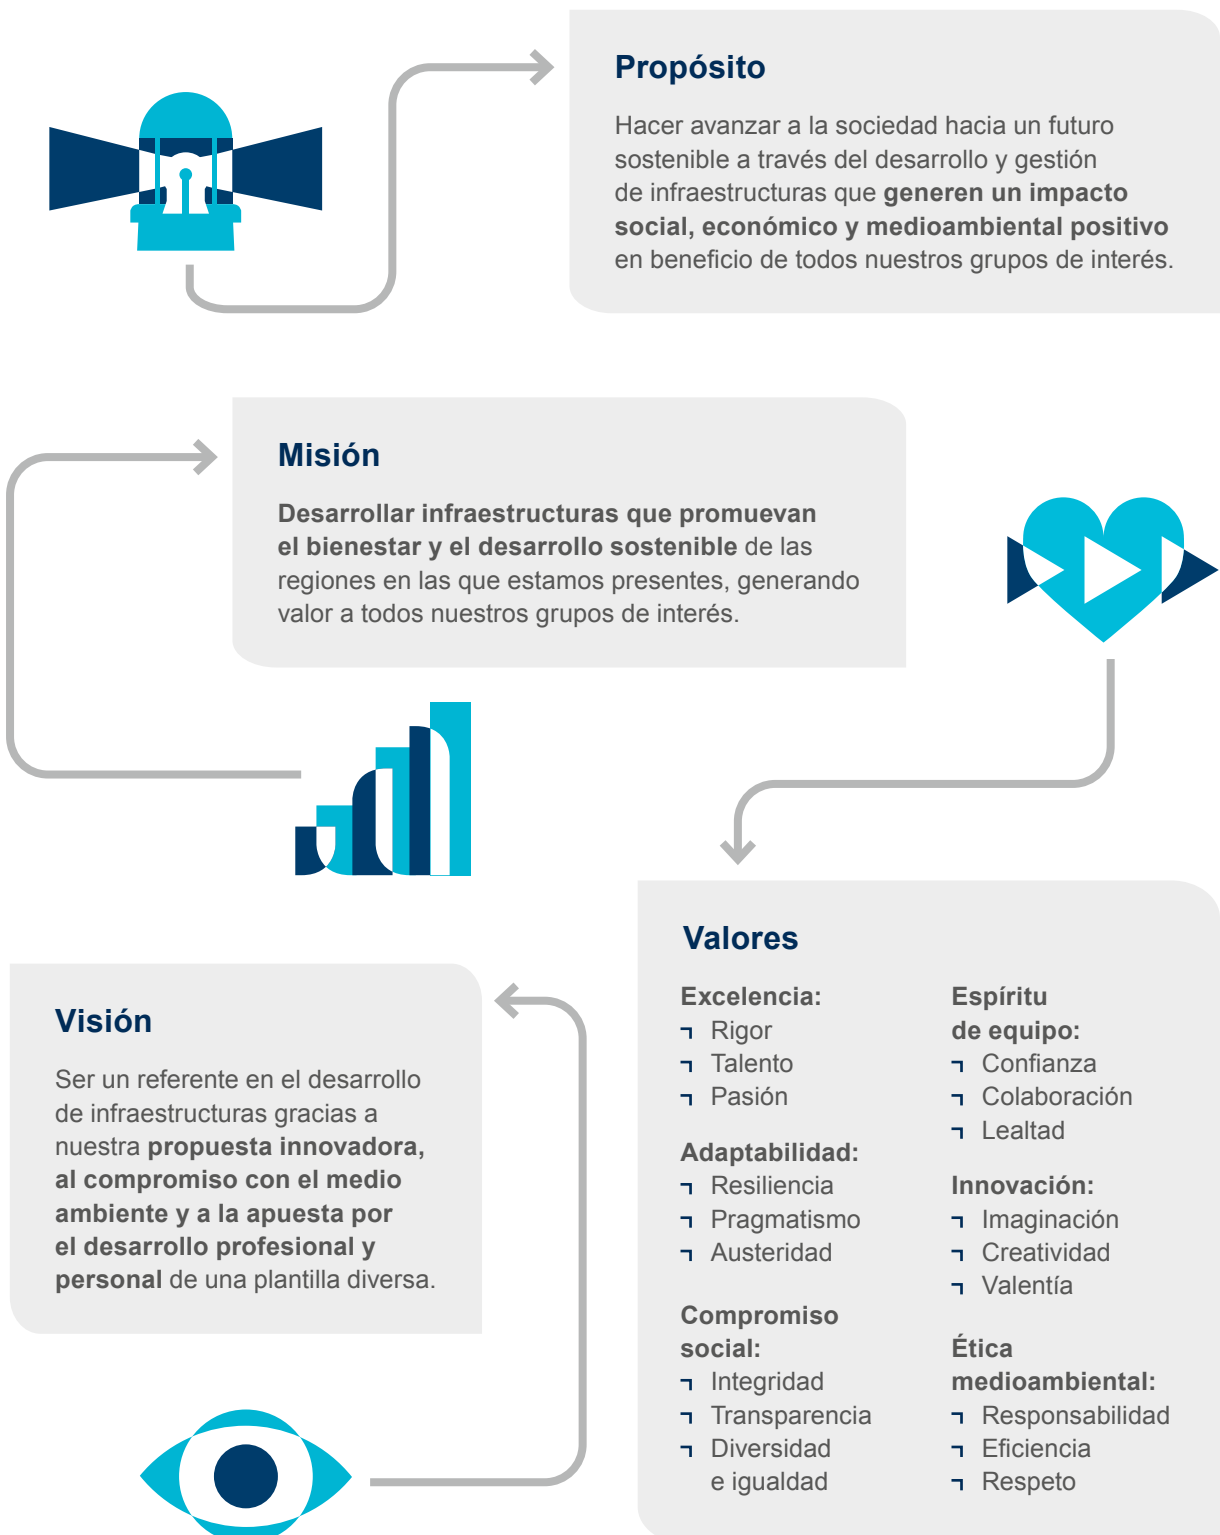 Propósito
Hacer avanzar a la sociedad hacia un futuro
sostenible a través del desarrollo y gestión
de infraestructuras que generen un impacto
social, económico y medioambiental positivo
en beneficio de todos nuestros grupos de interés.
Misión
Desarrollar infraestructuras que promuevan
el bienestar y el desarrollo sostenible de las
regiones en las que estamos presentes, generando
valor a todos nuestros grupos de interés.
Visión
Ser un referente en el desarrollo
de infraestructuras gracias a
nuestra propuesta innovadora,
al compromiso con el medio
ambiente y a la apuesta por
el desarrollo profesional y
personal de una plantilla diversa.
Valores
Excelencia:
Rigor
Talento
Pasión
Adaptabilidad:
Resiliencia
Pragmatismo
Austeridad
Compromiso
social:
Integridad
Transparencia
Diversidad
e igualdad
Espíritu
de equipo:
Confianza
Colaboración
Lealtad
Innovación:
Imaginación
Creatividad
Valentía
Ética
medioambiental:
Responsabilidad
Eficiencia
Respeto